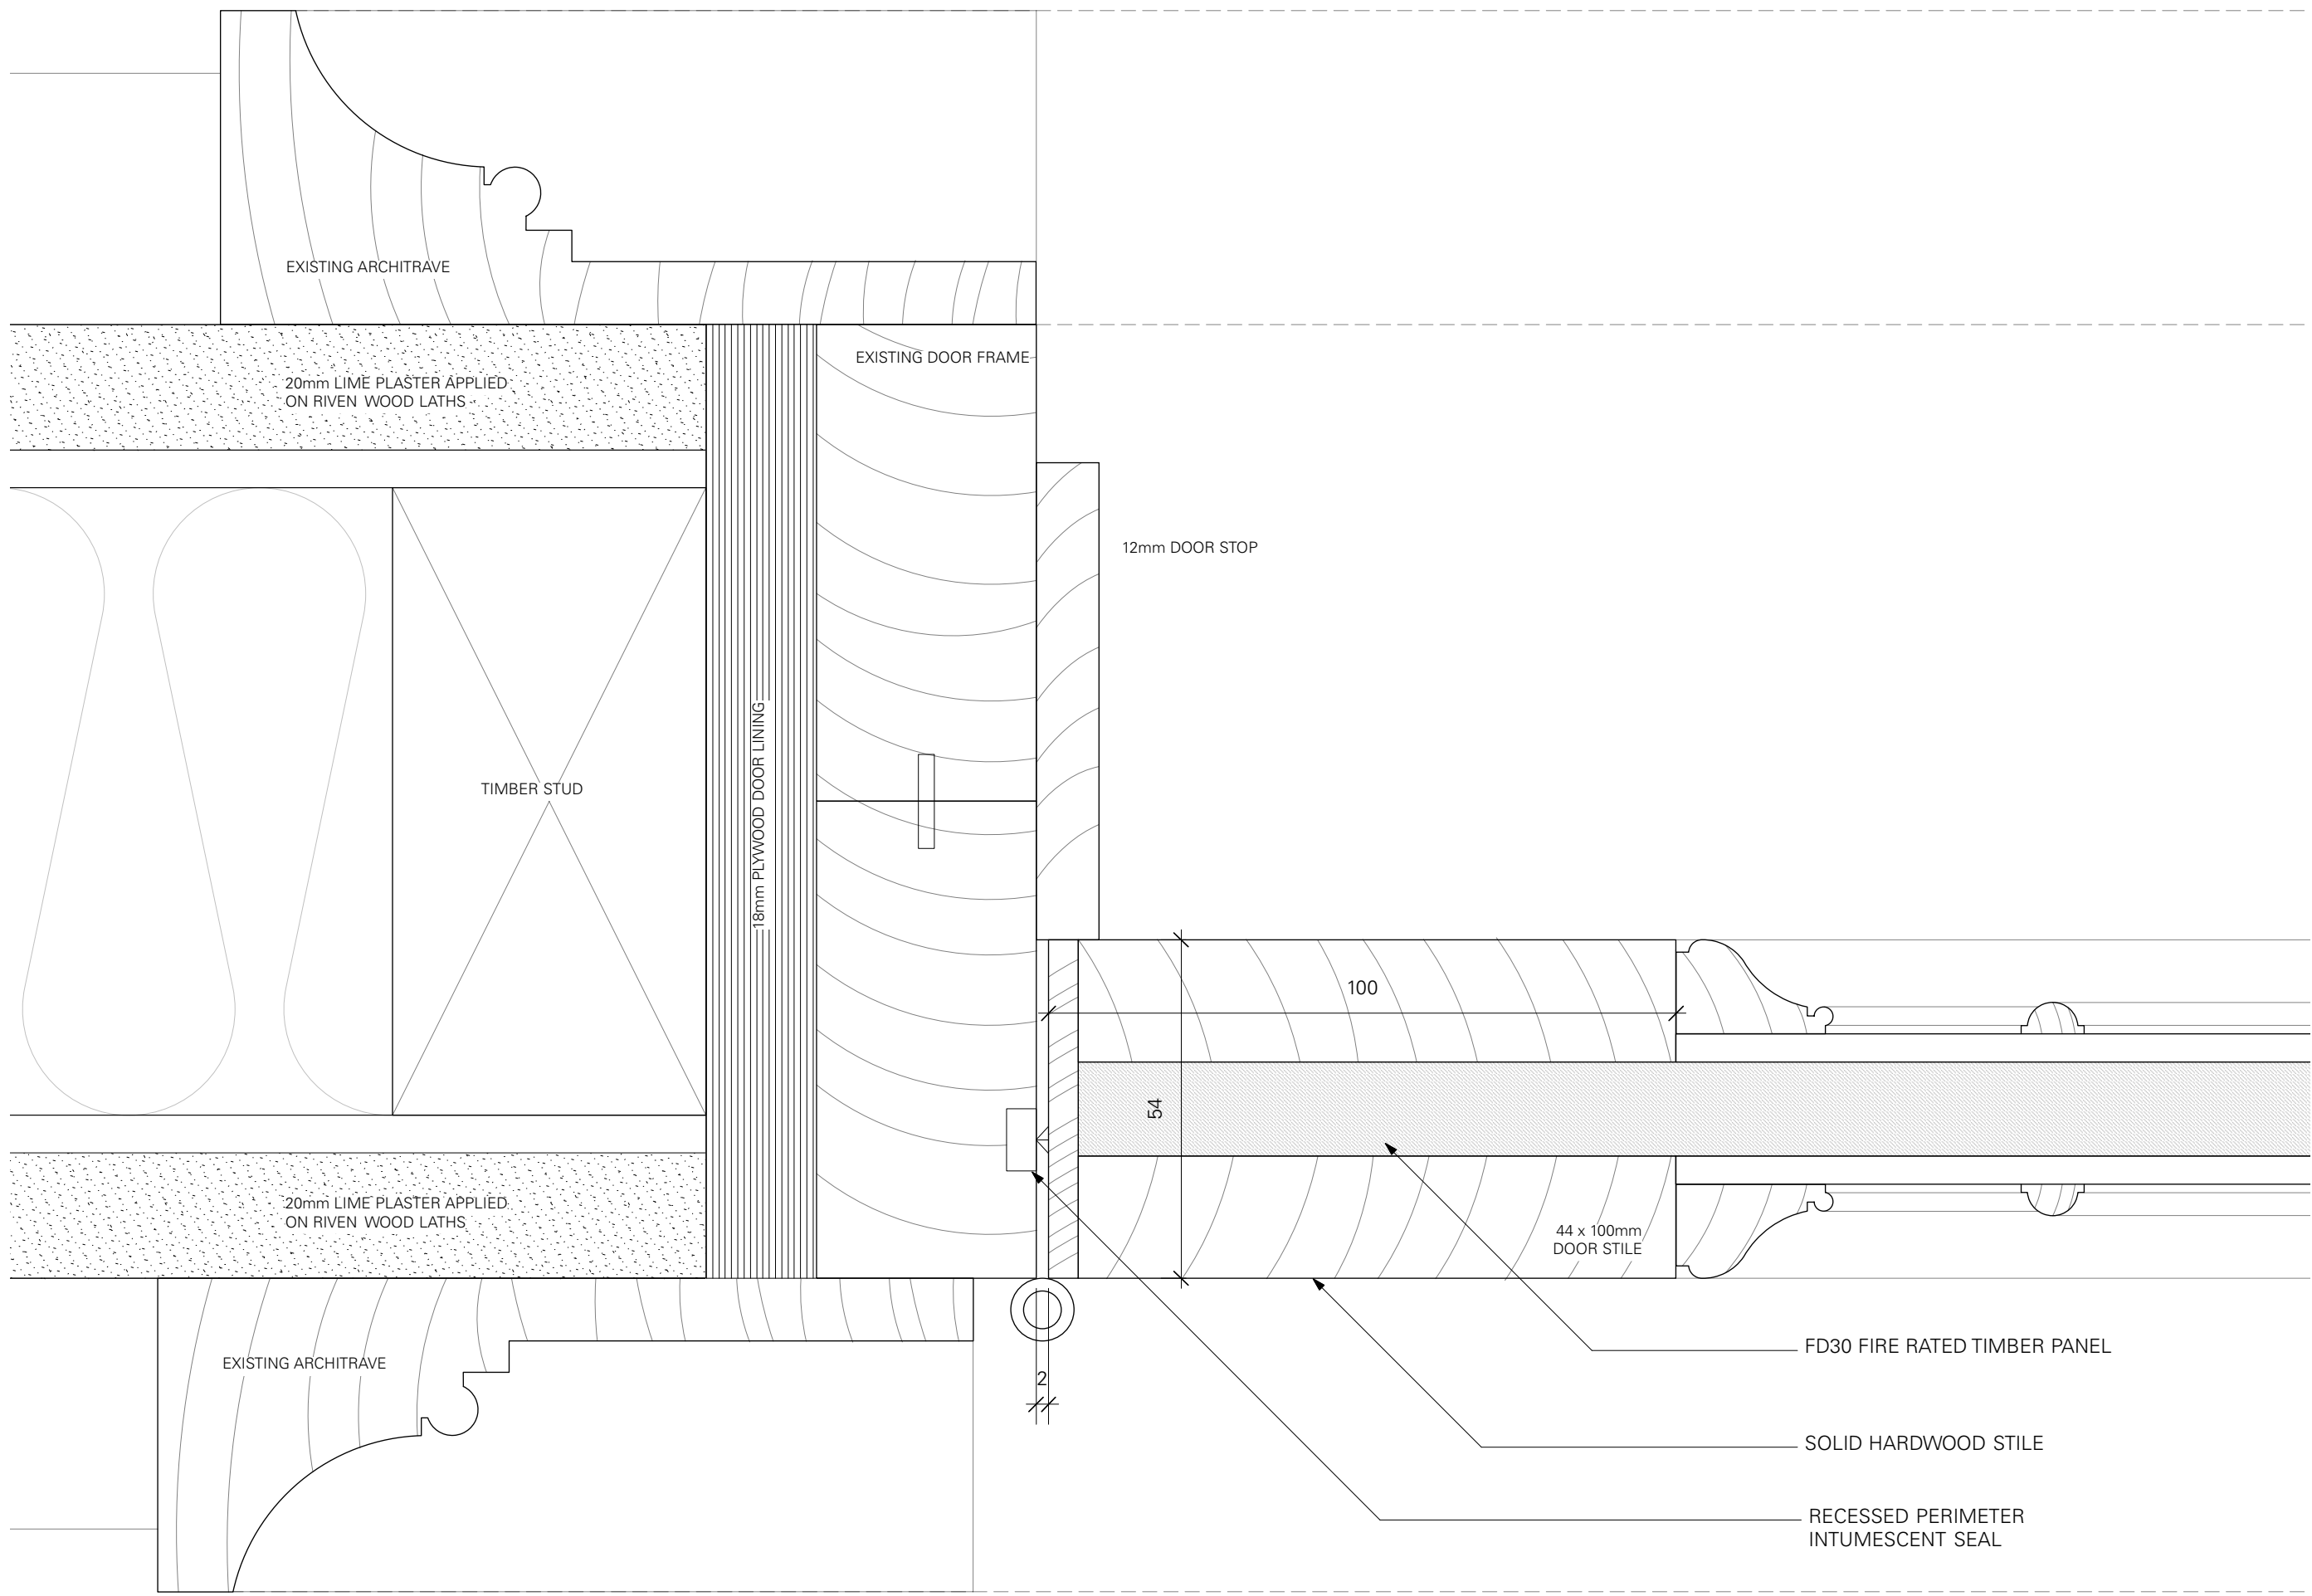 EXISTING ARCHITRAVE
EXISTING DOOR FRAME
20mm LIME PLASTER APPLIED
ON RIVEN WOOD LATHS
12mm DOOR STOP
TIMBER STUD
18mm PLYWOOD DOOR LINING
100
54
20mm LIME PLASTER APPLIED
ON RIVEN WOOD LATHS
44 x 100mm
DOOR STILE
EXISTING ARCHITRAVE
2
FD30 FIRE RATED TIMBER PANEL
SOLID HARDWOOD STILE
RECESSED PERIMETER
INTUMESCENT SEAL